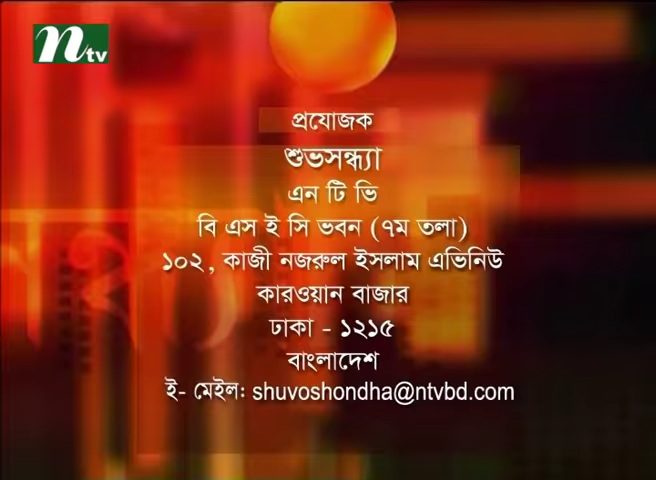 ntv
প্রযোজক
শুভসন্ধ্যা
এন টি ভি
বি এস ই সি ভবন (৭ম তলা)
১০২, কাজী নজরুল ইসলাম এভিনিউ
কারওয়ান বাজার
ঢাকা - ১২১৫
বাংলাদেশ
ই- মেইল: shuvoshondha@ntvbd.com